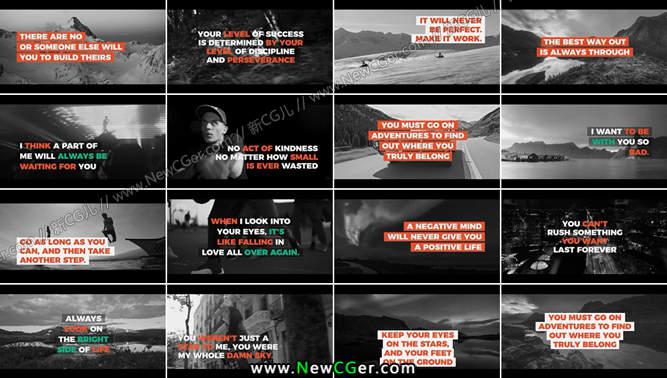 THERE ARE NO
OR SOMEONE ELSE WILL
YOU TO BUILD THEIRS
YOUR LEVEL OF SUCCESS
IS DETERMINED BY YOUR
LEVEL OF DISCIPLINE
AND PERSEVERANCE
IT WILL NEVER
BE PERFECT.
MAKE IT WORK.
THE BEST WAY OUT
IS ALWAYS THROUGH
I THINK A PART OF
ME WILL ALWAYS BE
WAITING FOR YOU
NO ACT OF KINDNESS
NO MATTER HOW SMALL
IS EVER WASTED
YOU MUST GO ON
ADVENTURES TO FIND
OUT WHERE YOU
TRULY BELONG
I WANT TO BE
WITH YOU SO
BAD.
GO AS LONG AS YOU
CAN, AND THEN TAKE
ANOTHER STEP.
WHEN I LOOK INTO
YOUR EYES, IT'S
LIKE FALLING IN
LOVE ALL OVER AGAIN.
A NEGATIVE MIND
WILL NEVER GIVE YOU
A POSITIVE LIFE
YOU CAN'T
RUSH SOMETHING
YOU WANT
LAST FOREVER
ALWAYS
LOOK ON
THE BRIGHT
SIDE OF LIFE
YOU WEREN'T JUST A
STAR TO ME, YOU WERE
MY WHOLE DAMN SKY.
KEEP YOUR EYES
ON THE STARS,
AND YOUR FEET
ON THE GROUND
YOU MUST GO ON
ADVENTURES TO FIND
OUT WHERE YOU
TRULY BELONG
www.NewCGer.com
www.NewCGer.com // 新CG儿 //